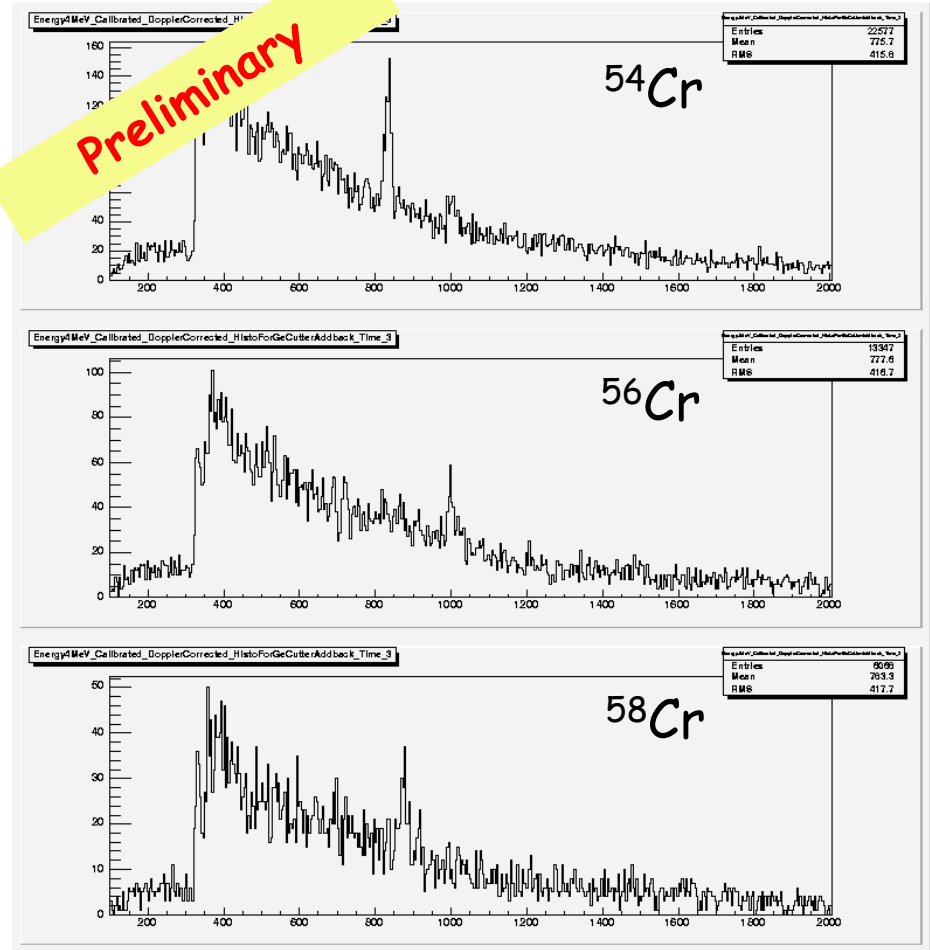 Energy4MeV_Calibrated_DopplerCorrected_H
3
Preliminary
Entries 22577
Mean 775.7
RMS 415.6
54Cr
160
140
120
40
20
0
200 400 600 800 1000 1200 1400 1600 1800 2000
Energy4MeV_Calibrated_DopplerCorrected_HistoForGeCutterAddback_Time_3
Entries 13347
Mean 777.6
RMS 416.7
56Cr
100
80
60
40
20
0
200 400 600 800 1000 1200 1400 1600 1800 2000
Energy4MeV_Calibrated_DopplerCorrected_HistoForGeCutterAddback_Time_3
Entries 6066
Mean 763.3
RMS 417.7
58Cr
50
40
30
20
10
0
200 400 600 800 1000 1200 1400 1600 1800 2000